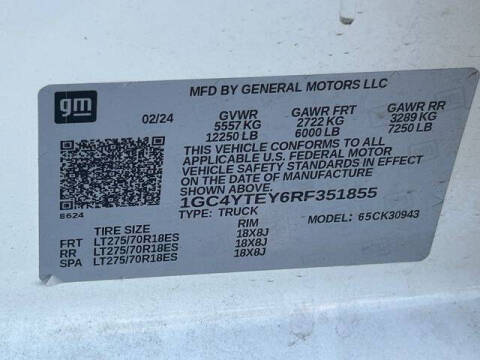 gm
MFD BY GENERAL MOTORS LLC
02/24 GVWR GAWR FRT GAWR RR
5557 KG 2722 KG 3289 KG
12250 LB 6000 LB 7250 LB
THIS VEHICLE CONFORMS TO ALL
APPLICABLE U.S. FEDERAL MOTOR
VEHICLE SAFETY STANDARDS IN EFFECT
ON THE DATE OF MANUFACTURE
1GC4YTEY6RF351855
TYPE: TRUCK MODEL: 65CK30943
8624
TIRE SIZE RIM
FRT LT275/70R18ES 18X8J
RR LT275/70R18ES 18X8J
SPA LT275/70R18ES 18X8J